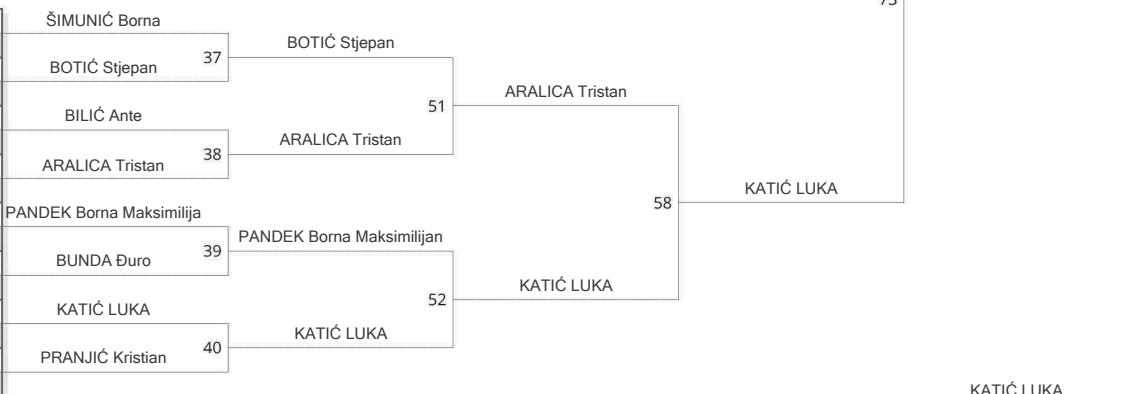 ŠIMUNIĆ Borna
37
BOTIĆ Stjepan
BOTIĆ Stjepan
51
BILIĆ Ante
38
ARALICA Tristan
ARALICA Tristan
ARALICA Tristan
58
PANDEK Borna Maksimilija
39
BUNDA Đuro
PANDEK Borna Maksimilijan
52
KATIĆ LUKA
40
PRANJIĆ Kristian
KATIĆ LUKA
KATIĆ LUKA
KATIĆ LUKA
KATIĆ LUKA